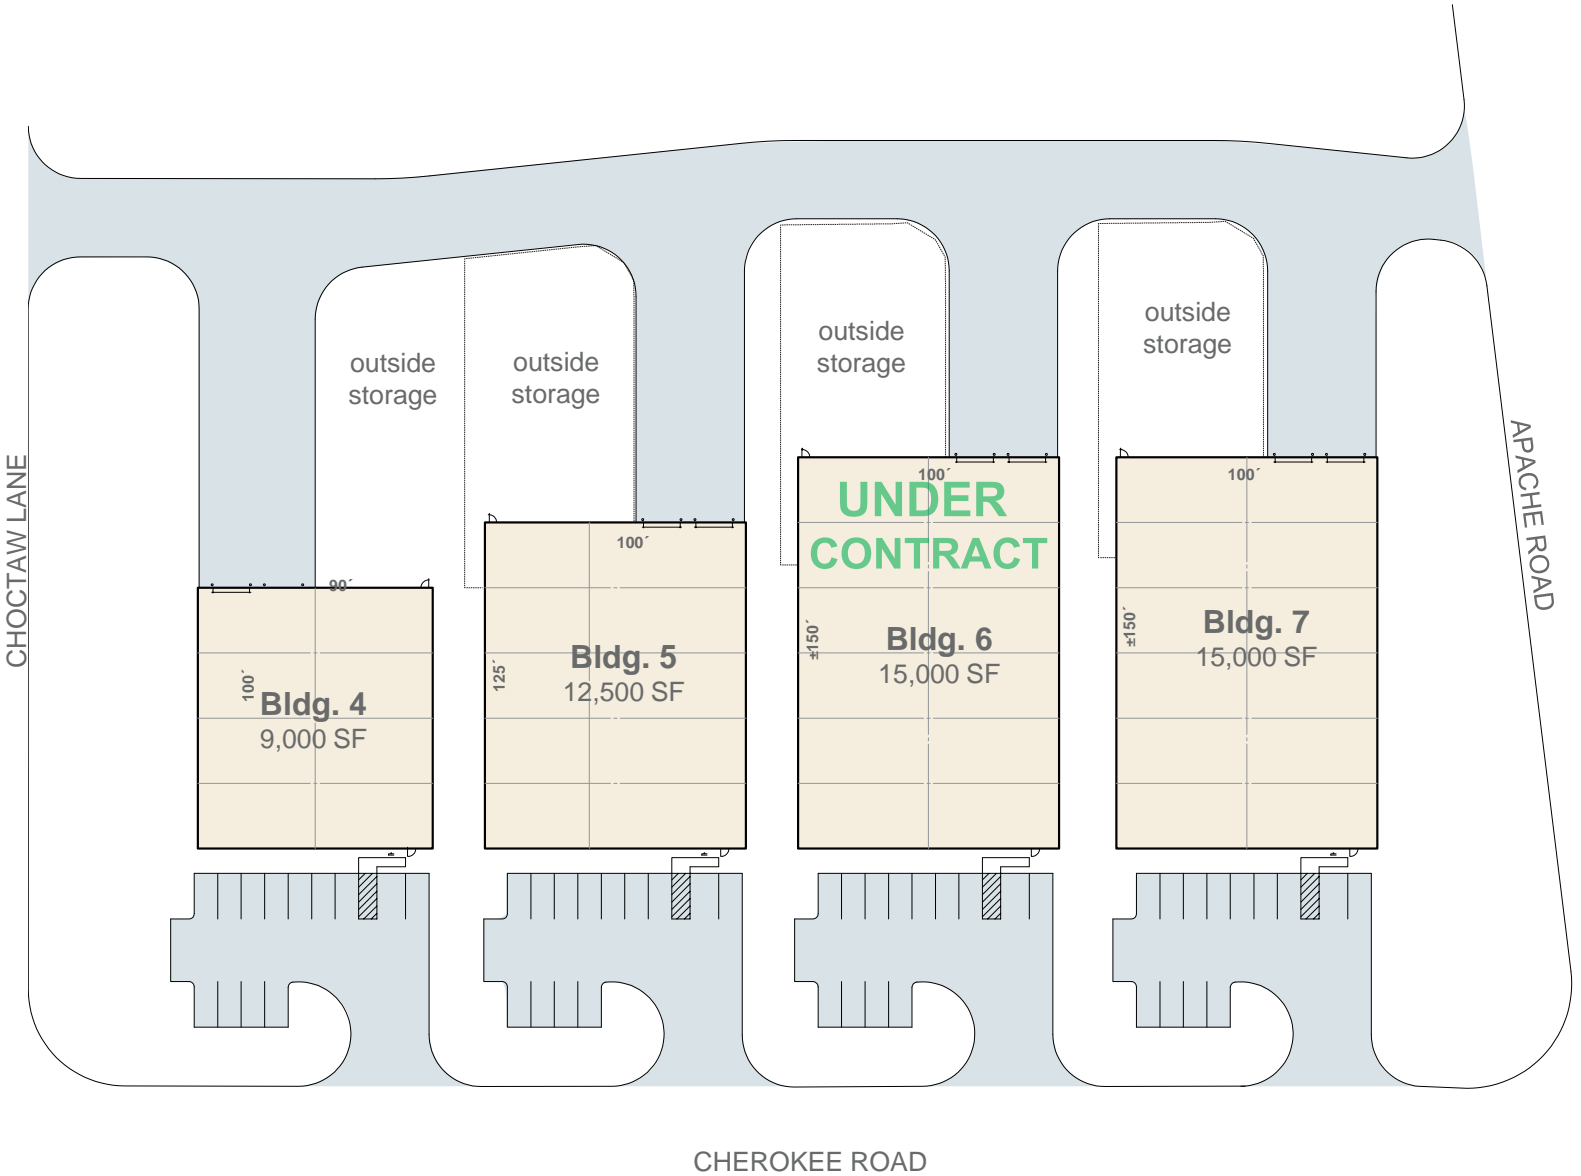 outside
storage
outside
storage
outside
storage
outside
storage
CHOCTAW LANE
APACHE ROAD
90´
100´
Bldg. 4
9,000 SF
100´
125´
Bldg. 5
12,500 SF
100´
UNDER
CONTRACT
±150´
Bldg. 6
15,000 SF
100´
±150´
Bldg. 7
15,000 SF
CHEROKEE ROAD